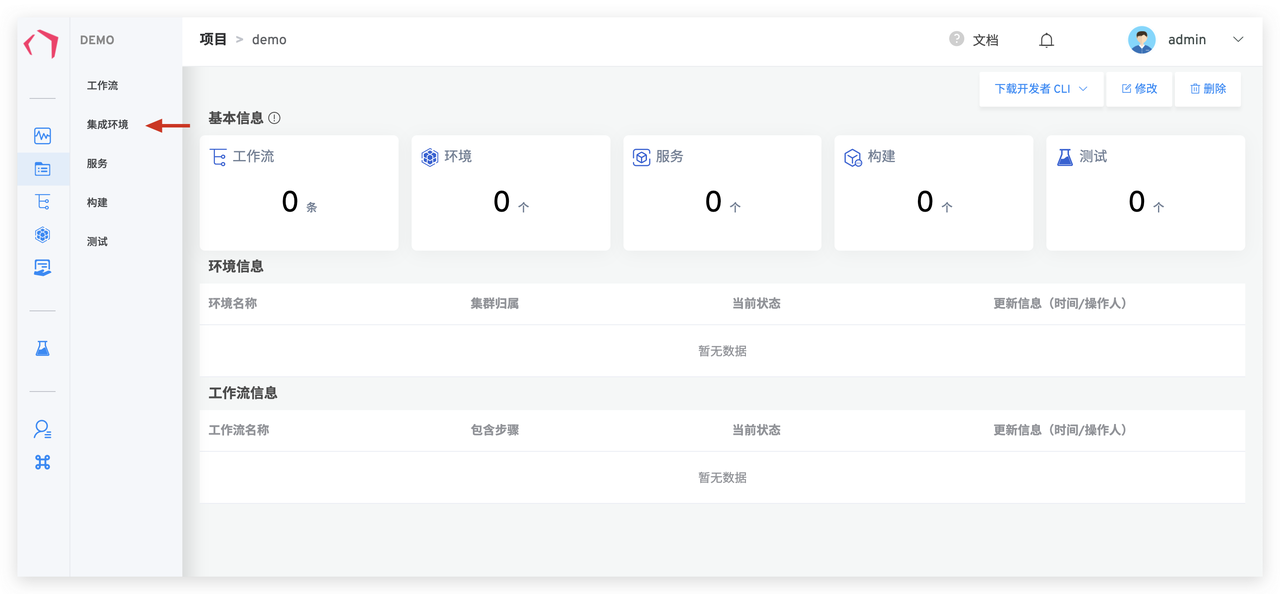 DEMO
项目 > demo
文档
admin
工作流
集成环境
服务
构建
测试
下载开发者 CLI
修改
删除
基本信息
工作流
0 条
环境
0 个
服务
0 个
构建
0 个
测试
0 个
环境信息
环境名称 集群归属 当前状态 更新信息（时间/操作人）
暂无数据
工作流信息
工作流名称 包含步骤 当前状态 更新信息（时间/操作人）
暂无数据